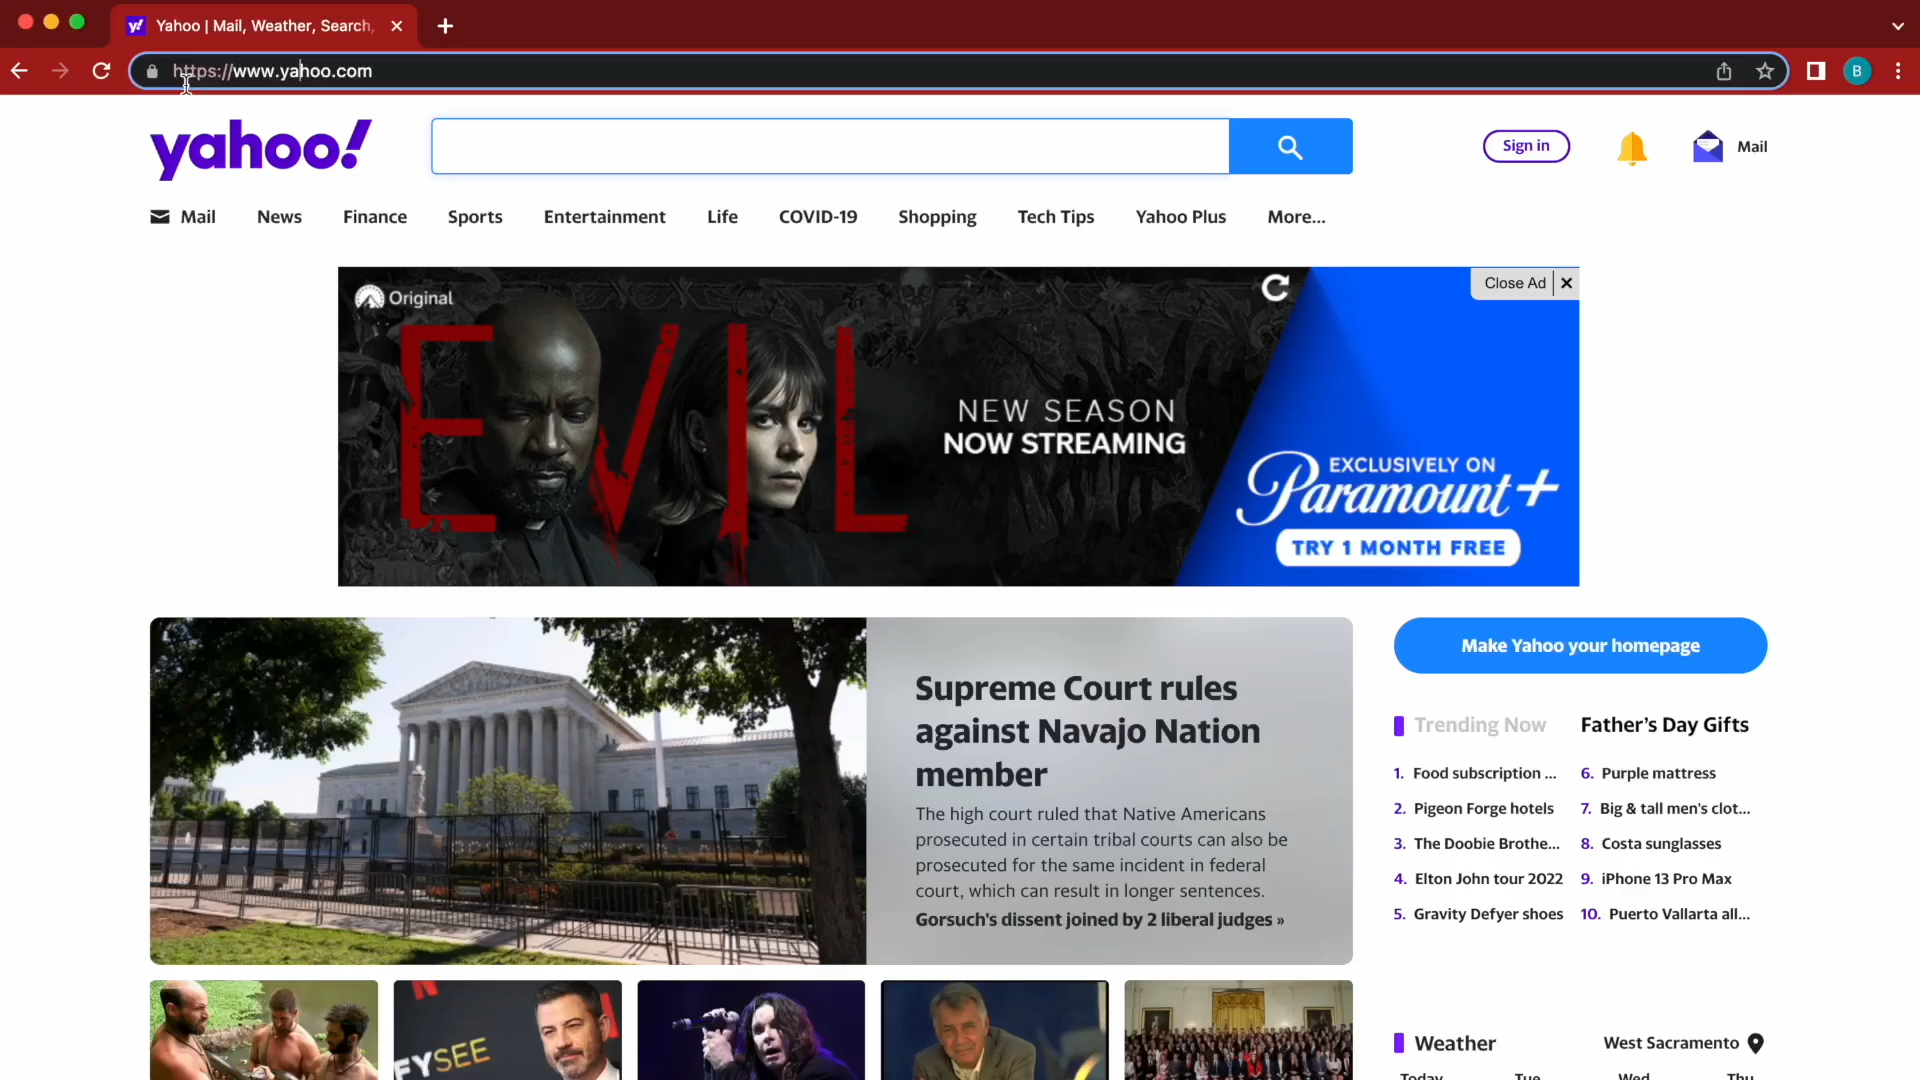 Yahoo | Mail, Weather, Search,
https://www.yahoo.com
B
yahoo!
Sign in
Mail
Mail News Finance Sports Entertainment Life COVID-19 Shopping Tech Tips Yahoo Plus More...
Original
EVIL
NEW SEASON
NOW STREAMING
Close Ad
EXCLUSIVELY ON
Paramount+
TRY 1 MONTH FREE
Supreme Court rules
against Navajo Nation
member
The high court ruled that Native Americans
prosecuted in certain tribal courts can also be
prosecuted for the same incident in federal
court, which can result in longer sentences.
Gorsuch's dissent joined by 2 liberal judges »
Make Yahoo your homepage
Trending Now
Father's Day Gifts
1. Food subscription ...
2. Pigeon Forge hotels
3. The Doobie Brothe...
4. Elton John tour 2022
5. Gravity Defyer shoes
6. Purple mattress
7. Big & tall men's clot...
8. Costa sunglasses
9. iPhone 13 Pro Max
10. Puerto Vallarta all...
FYSEE
Weather
West Sacramento
Today Tue Wed Thu